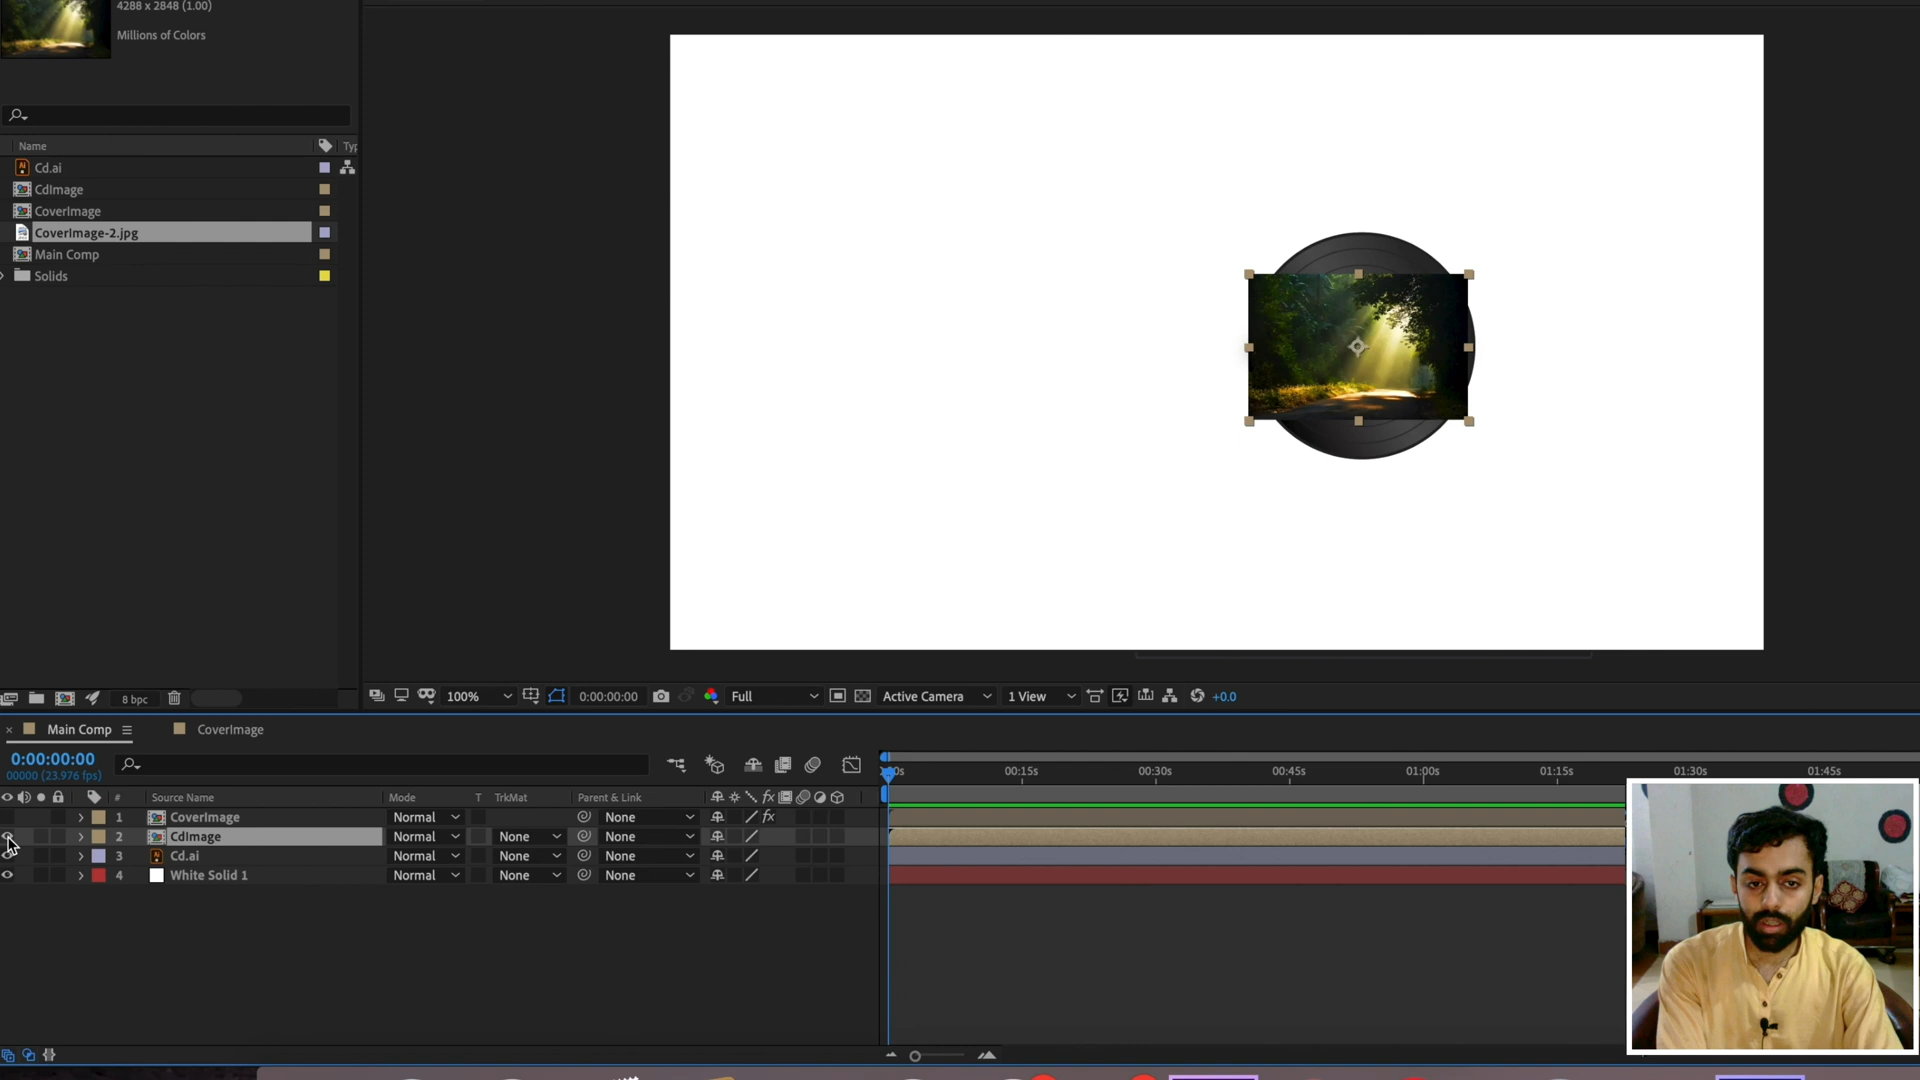 4288 x 2848 (1.00)
Millions of Colors
Name Typ
Cd.ai
CdImage
CoverImage
CoverImage-2.jpg
Main Comp
Solids
8 bpc
100% 0:00:00:00 Full Active Camera 1 View +0.0
Main Comp CoverImage
0:00:00:00
00000 (23.976 fps)
00:15s 00:30s 00:45s 01:00s 01:15s 01:30s 01:45s
# Source Name Mode T TrkMat Parent & Link fx
1 CoverImage Normal None fx
2 CdImage Normal None None
3 Cd.ai Normal None None
4 White Solid 1 Normal None None